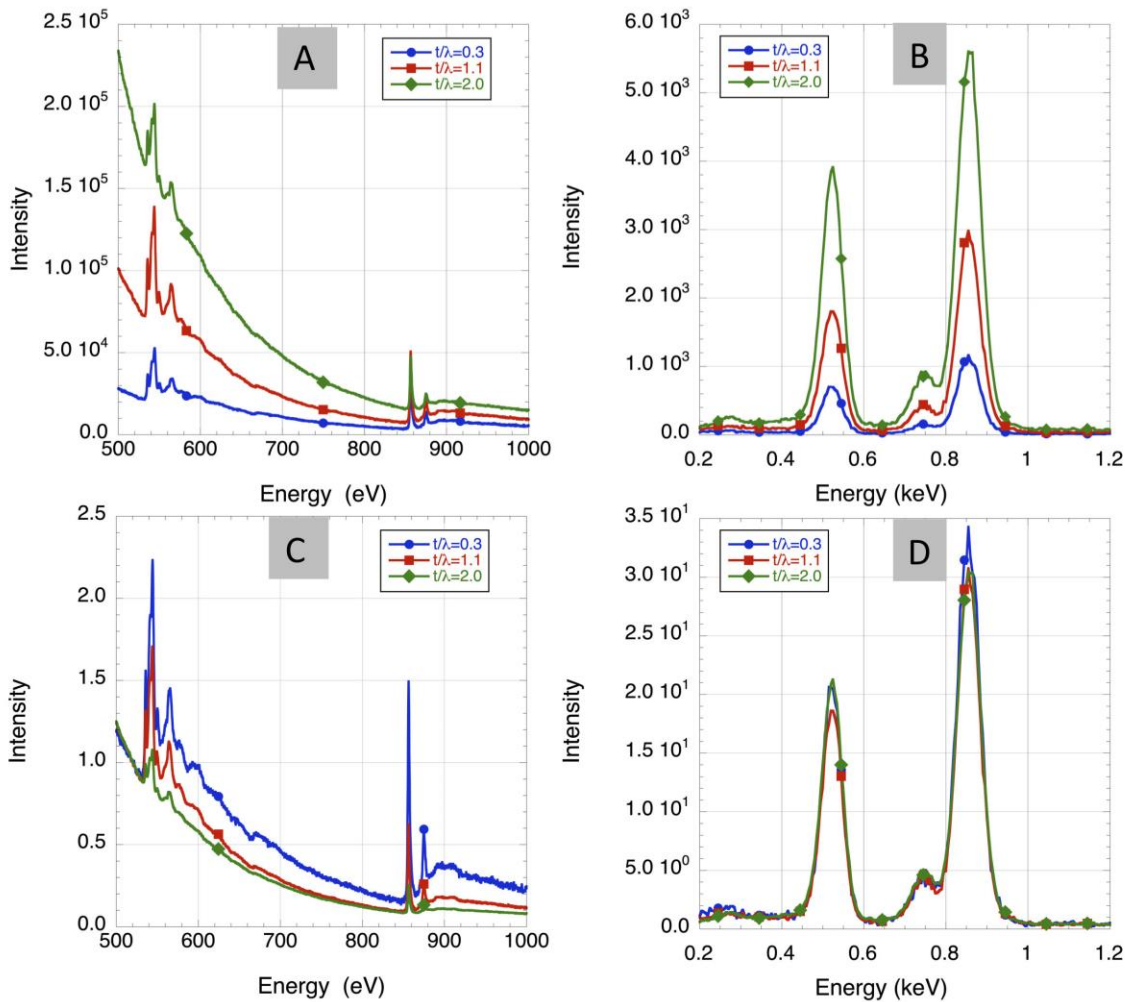 A
2.5 10⁵
2.0 10⁵
1.5 10⁵
1.0 10⁵
5.0 10⁴
0.0
Intensity
t/λ=0.3
t/λ=1.1
t/λ=2.0
500 600 700 800 900 1000
Energy (eV)
B
6.0 10³
5.0 10³
4.0 10³
3.0 10³
2.0 10³
1.0 10³
0.0
Intensity
t/λ=0.3
t/λ=1.1
t/λ=2.0
0.2 0.4 0.6 0.8 1 1.2
Energy (keV)
C
2.5
2.0
1.5
1.0
0.5
0.0
Intensity
t/λ=0.3
t/λ=1.1
t/λ=2.0
500 600 700 800 900 1000
Energy (eV)
D
3.5 10¹
3.0 10¹
2.5 10¹
2.0 10¹
1.5 10¹
1.0 10¹
5.0 10⁰
0.0
Intensity
t/λ=0.3
t/λ=1.1
t/λ=2.0
0.2 0.4 0.6 0.8 1 1.2
Energy (keV)